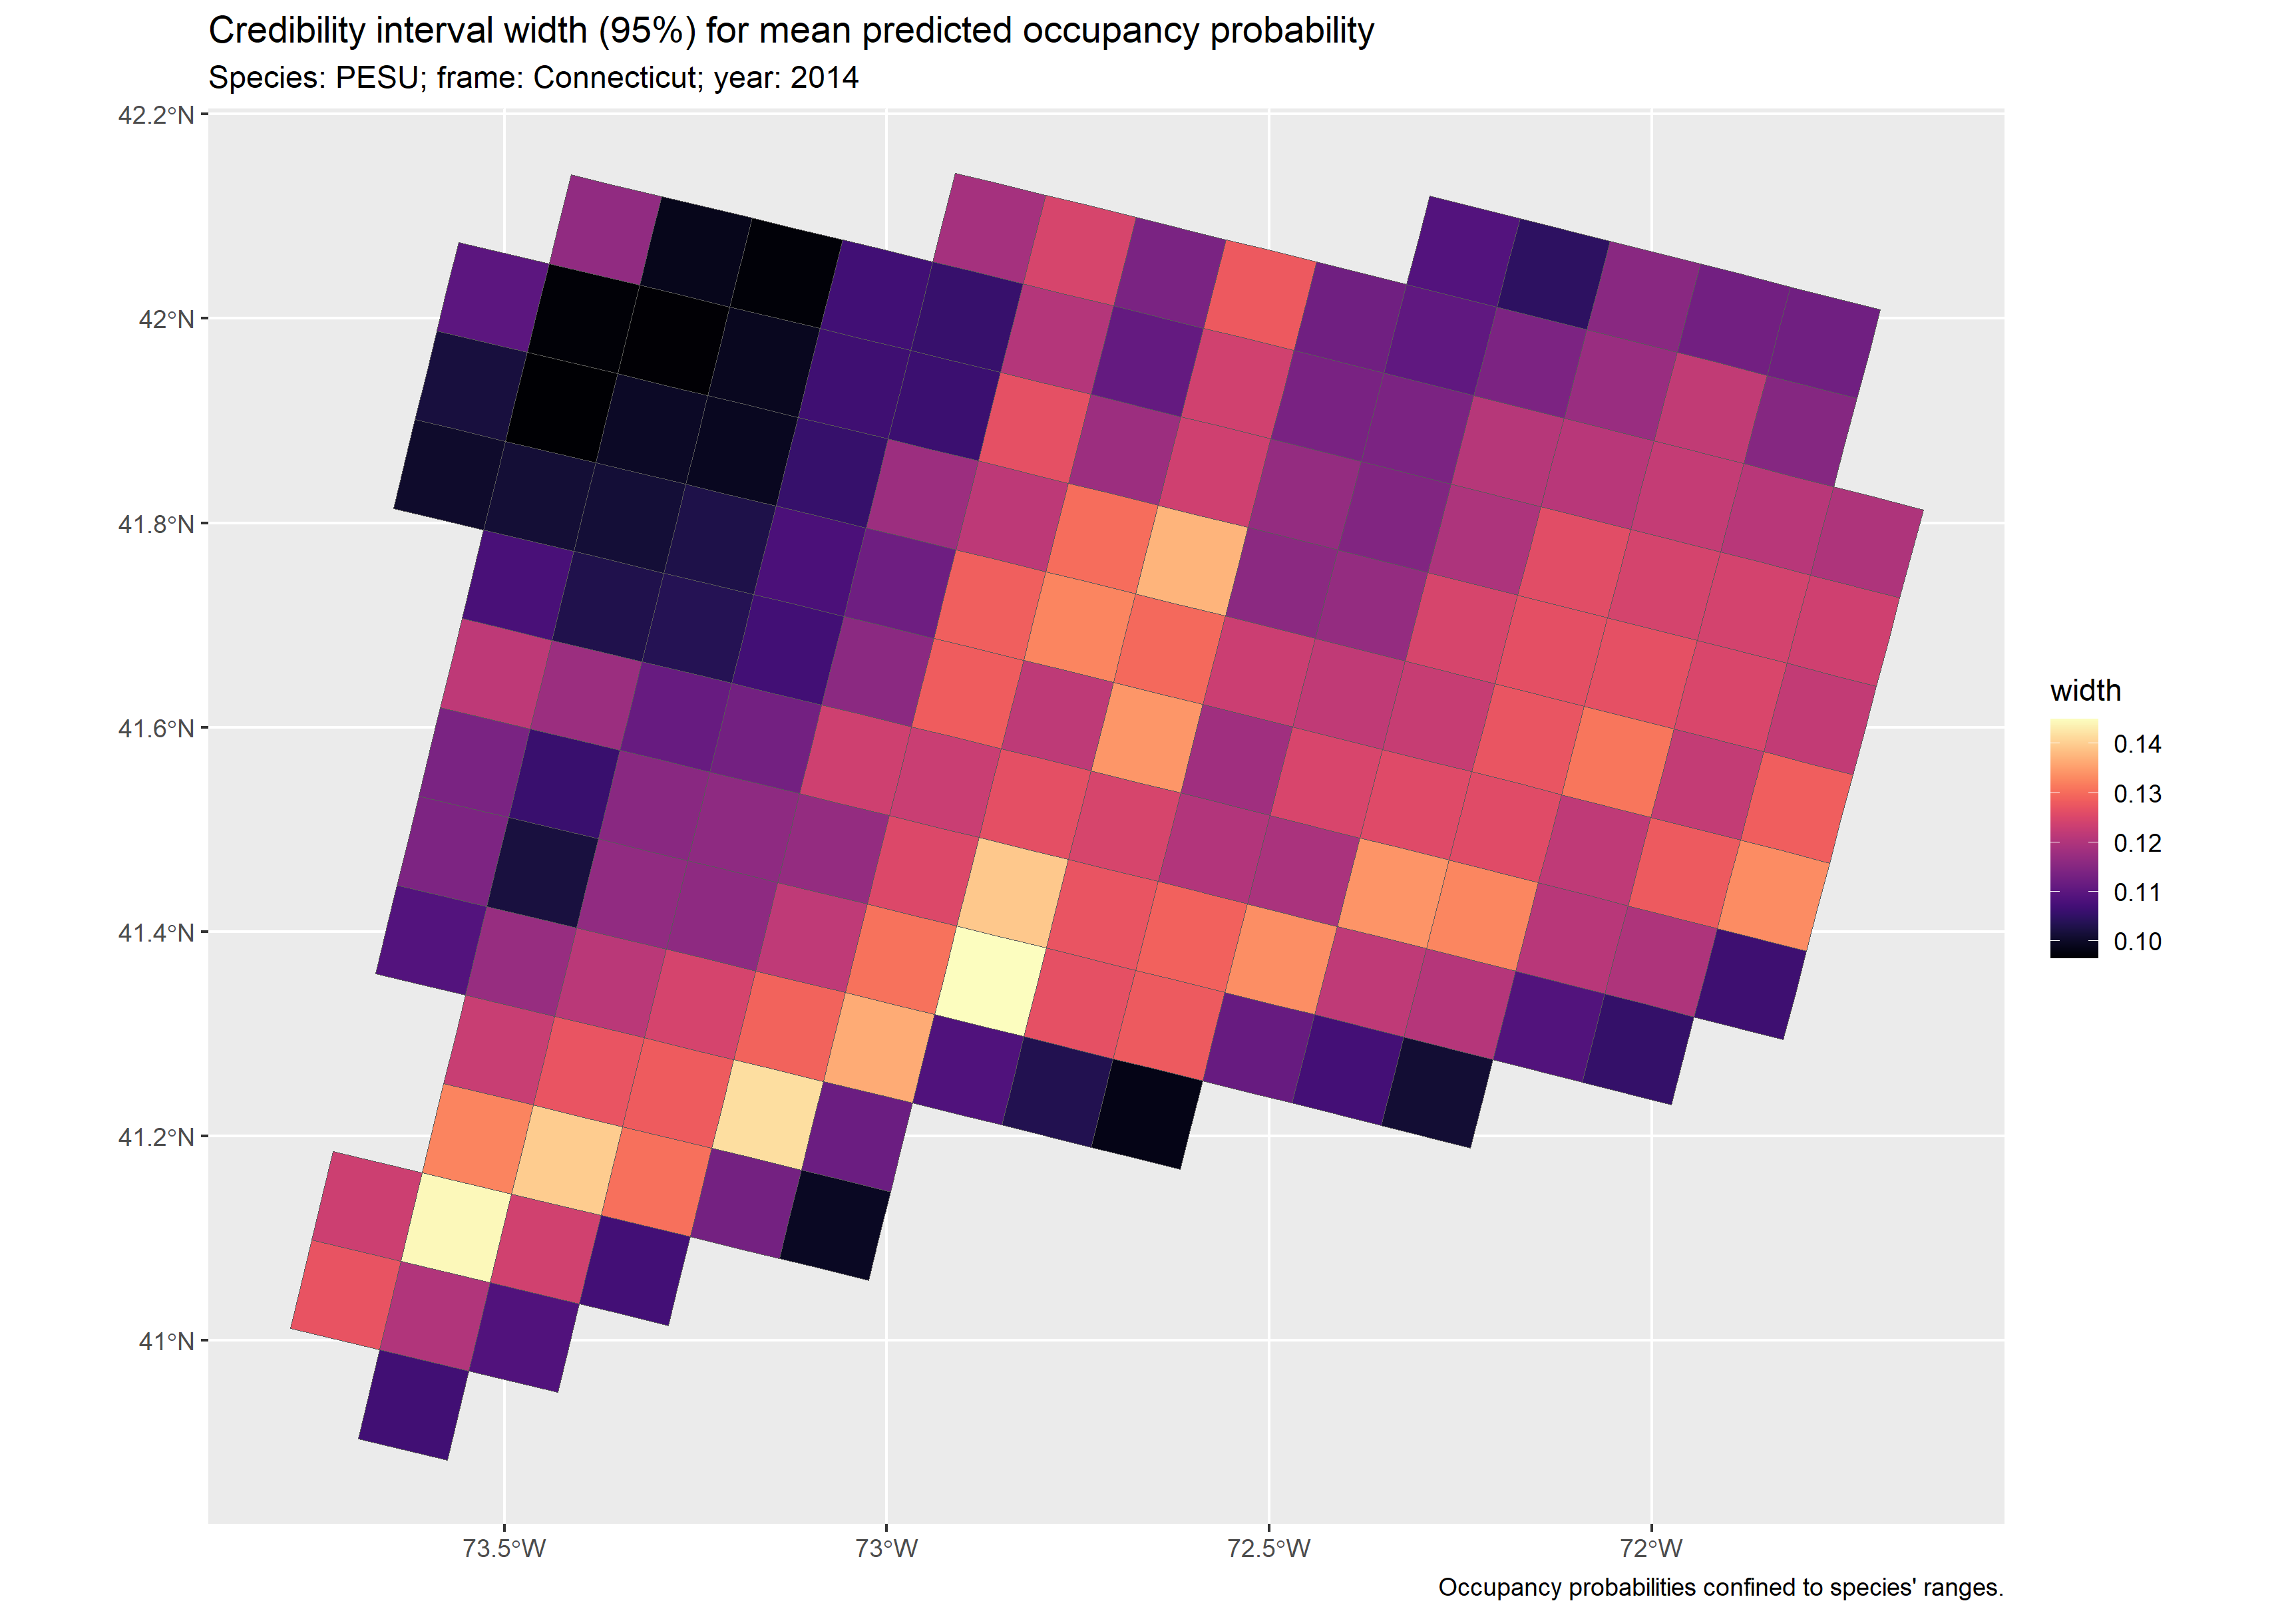 Credibility interval width (95%) for mean predicted occupancy probability
Species: PESU; frame: Connecticut; year: 2014
42.2°N
42°N
41.8°N
41.6°N
41.4°N
41.2°N
41°N
73.5°W
73°W
72.5°W
72°W
width
0.14
0.13
0.12
0.11
0.10
Occupancy probabilities confined to species' ranges.